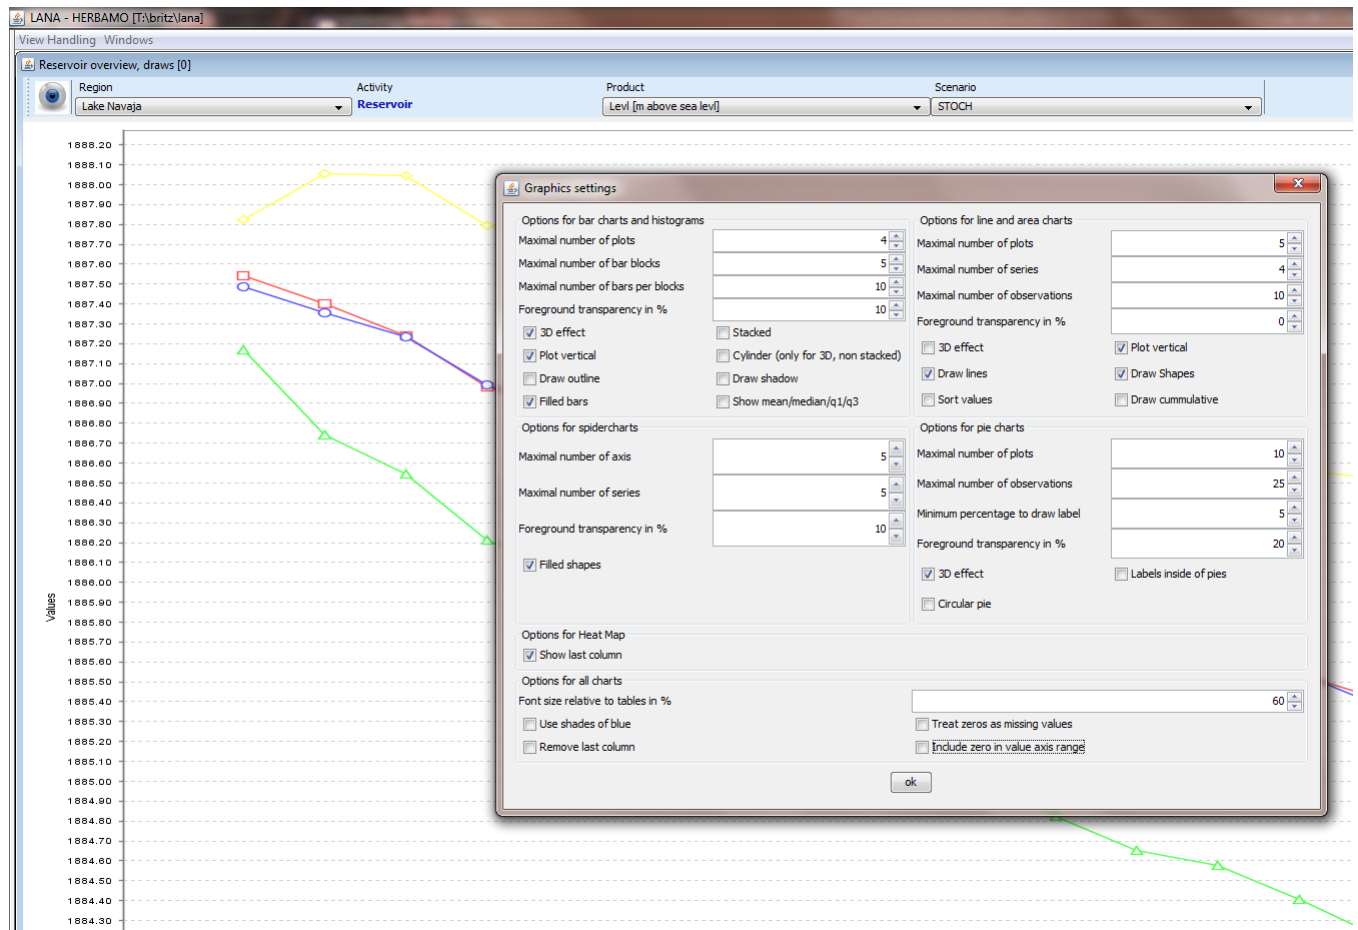 LANA - HERBAMO [T:\britz\lana]
View Handling Windows
Reservoir overview, draws [0]
Region Activity Product Scenario
Lake Navaja Reservoir Levl [m above sea levl] STOCH
1888.20
1888.10
1888.00
1887.90
1887.80
1887.70
1887.60
1887.50
1887.40
1887.30
1887.20
1887.10
1887.00
1886.90
1886.80
1886.70
1886.60
1886.50
1886.40
1886.30
1886.20
1886.10
1886.00
1885.90
1885.80
1885.70
1885.60
1885.50
1885.40
1885.30
1885.20
1885.10
1885.00
1884.90
1884.80
1884.70
1884.60
1884.50
1884.40
1884.30
Values
Graphics settings
Options for bar charts and histograms
Maximal number of plots 4
Maximal number of bar blocks 5
Maximal number of bars per blocks 10
Foreground transparency in % 10
3D effect Stacked
Plot vertical Cylinder (only for 3D, non stacked)
Draw outline Draw shadow
Filled bars Show mean/median/q1/q3
Options for line and area charts
Maximal number of plots 5
Maximal number of series 4
Maximal number of observations 10
Foreground transparency in % 0
3D effect Plot vertical
Draw lines Draw Shapes
Sort values Draw cummulative
Options for spidercharts
Maximal number of axis 5
Maximal number of series 5
Foreground transparency in % 10
Filled shapes
Options for pie charts
Maximal number of plots 10
Maximal number of observations 25
Minimum percentage to draw label 5
Foreground transparency in % 20
3D effect Labels inside of pies
Circular pie
Options for Heat Map
Show last column
Options for all charts
Font size relative to tables in % 60
Use shades of blue Treat zeros as missing values
Remove last column Include zero in value axis range
ok